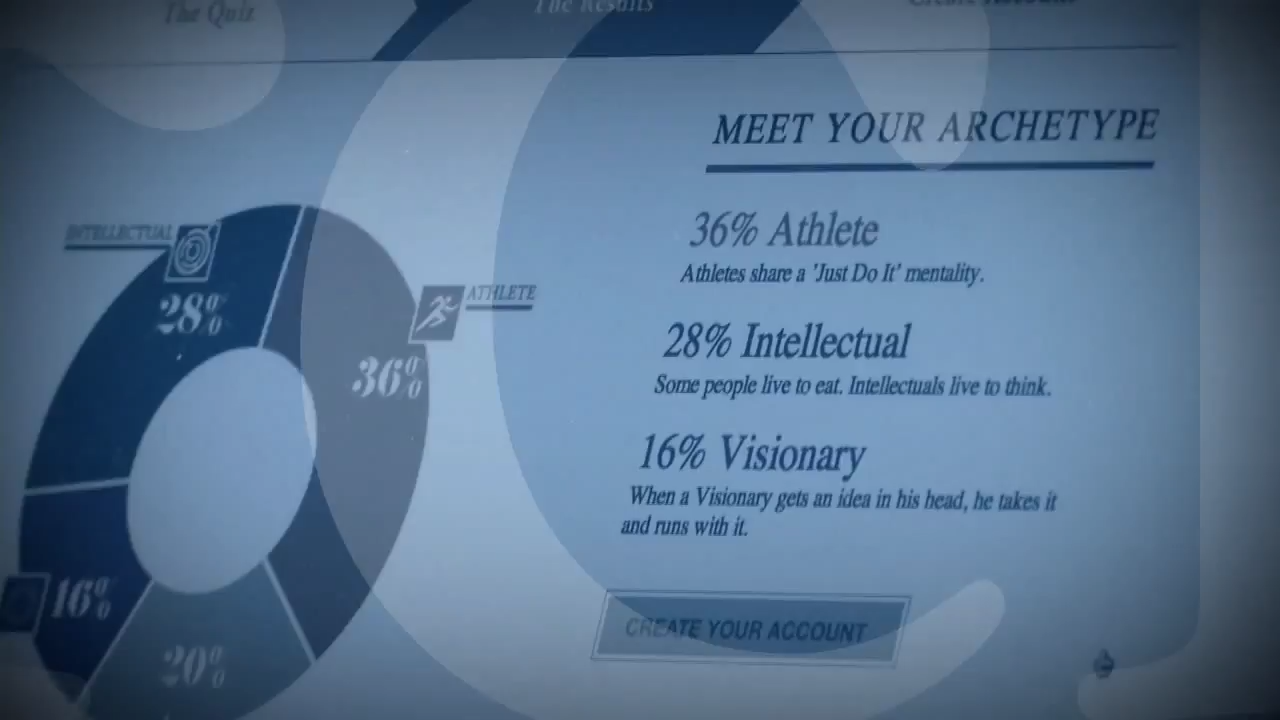 The Quiz
The Results
Create Account
MEET YOUR ARCHETYPE
36% Athlete
Athletes share a 'Just Do It' mentality.
28% Intellectual
Some people live to eat. Intellectuals live to think.
16% Visionary
When a Visionary gets an idea in his head, he takes it
and runs with it.
CREATE YOUR ACCOUNT
INTELLECTUAL
28%
ATHLETE
36%
16%
20%